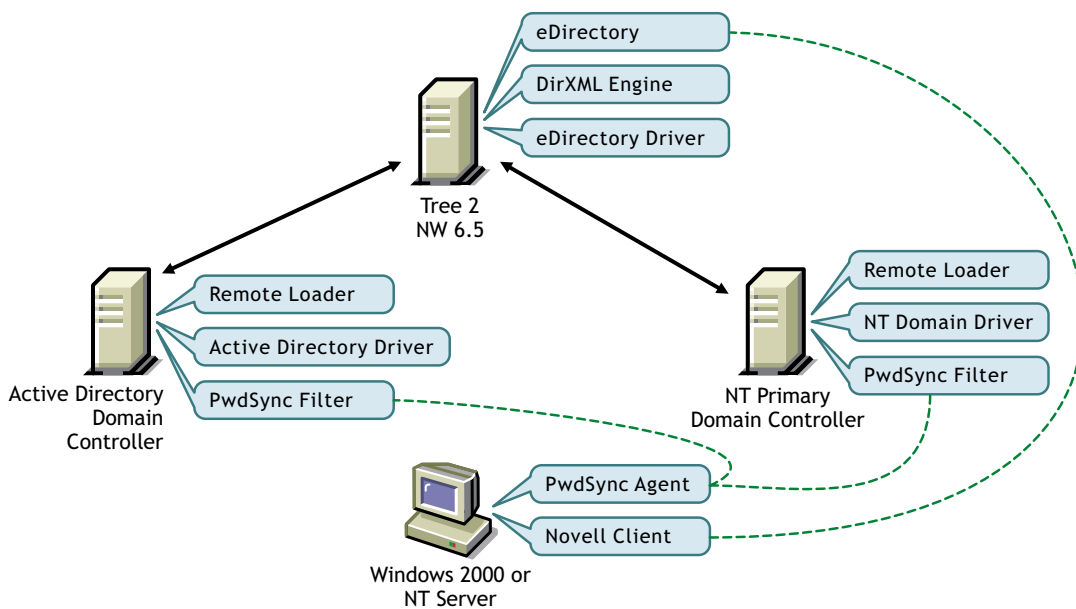 eDirectory
DirXML Engine
eDirectory Driver
Tree 2
NW 6.5
Remote Loader
Active Directory Driver
PwdSync Filter
Active Directory
Domain
Controller
Remote Loader
NT Domain Driver
PwdSync Filter
NT Primary
Domain Controller
PwdSync Agent
Novell Client
Windows 2000 or
NT Server